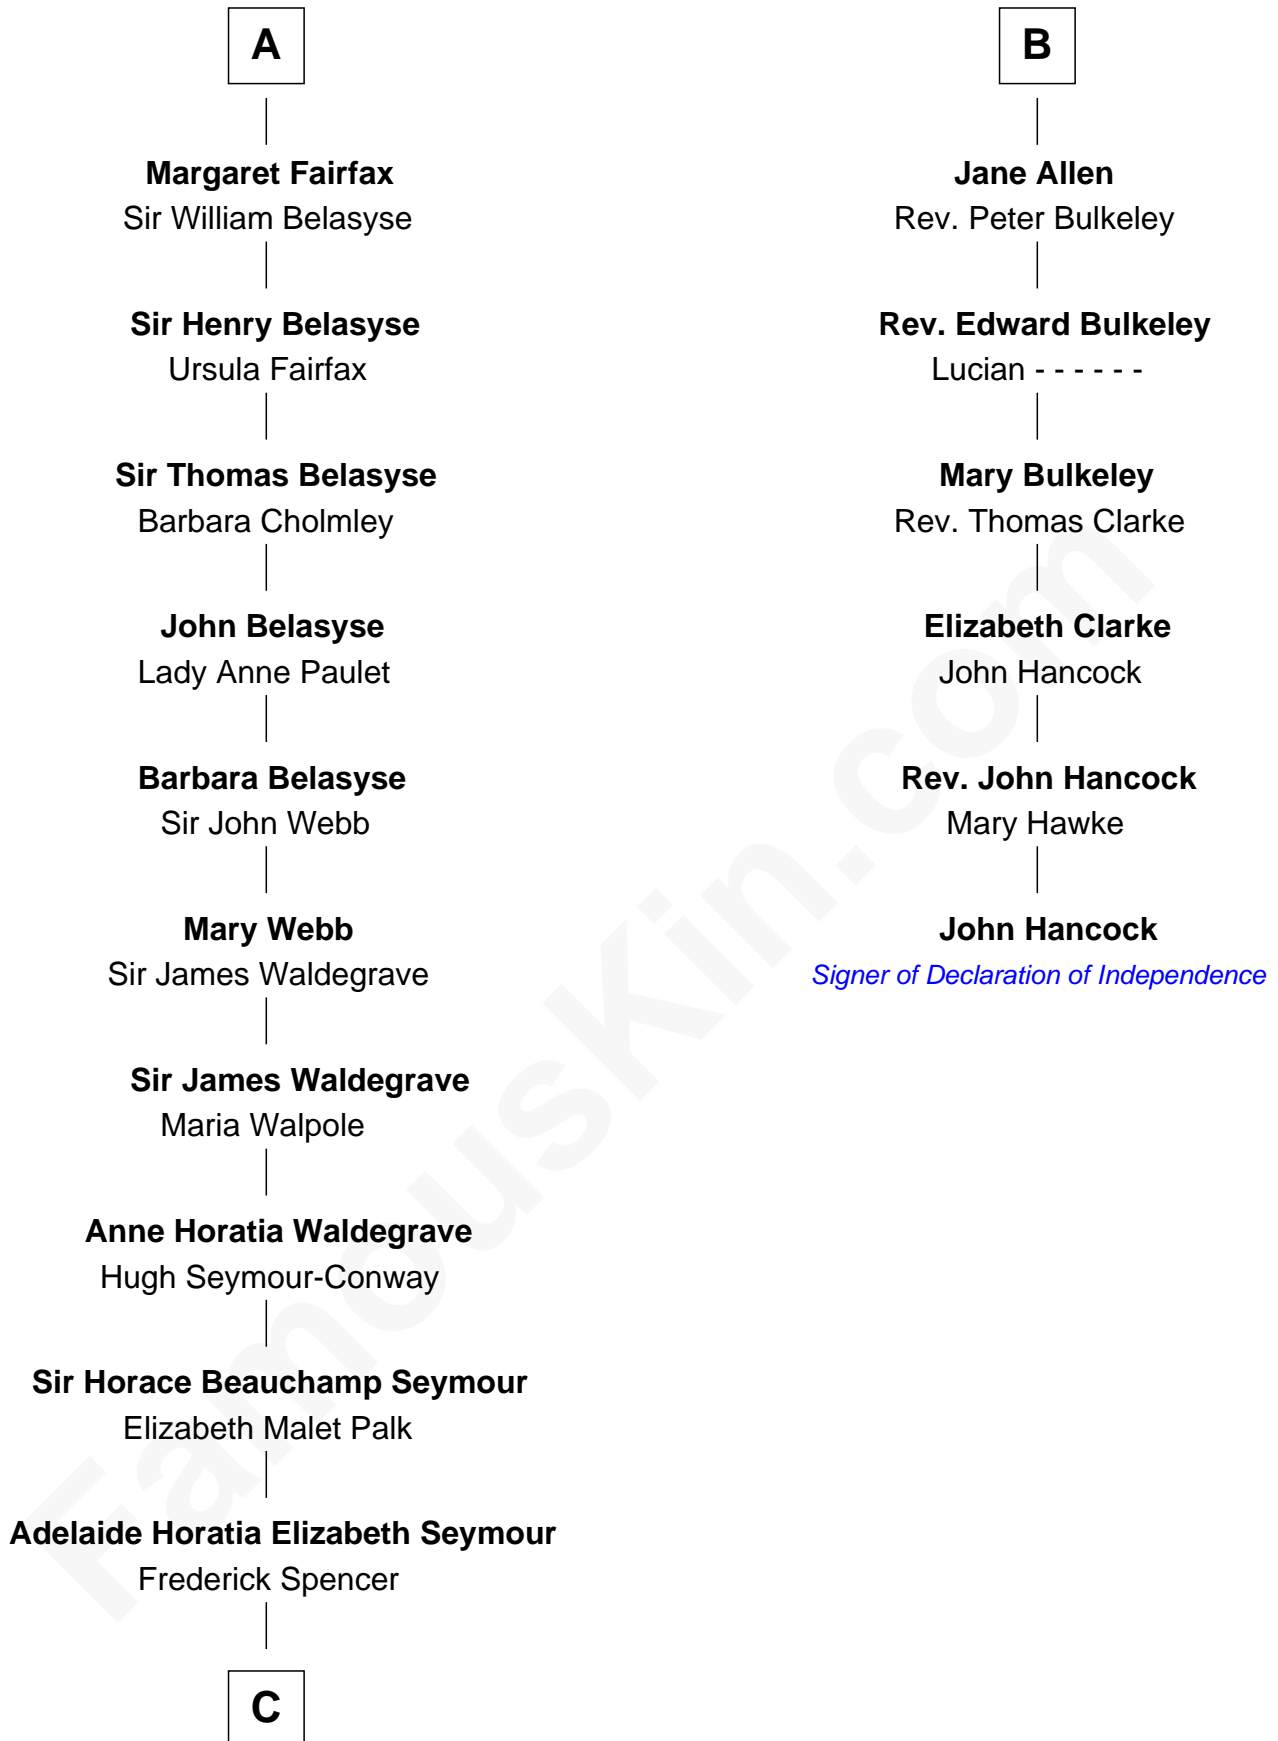 A
Margaret Fairfax
Sir William Belasyse
Sir Henry Belasyse
Ursula Fairfax
Sir Thomas Belasyse
Barbara Cholmley
John Belasyse
Lady Anne Paulet
Barbara Belasyse
Sir John Webb
Mary Webb
Sir James Waldegrave
Sir James Waldegrave
Maria Walpole
Anne Horatia Waldegrave
Hugh Seymour-Conway
Sir Horace Beauchamp Seymour
Elizabeth Malet Palk
Adelaide Horatia Elizabeth Seymour
Frederick Spencer
C
B
Jane Allen
Rev. Peter Bulkeley
Rev. Edward Bulkeley
Lucian - - - - - -
Mary Bulkeley
Rev. Thomas Clarke
Elizabeth Clarke
John Hancock
Rev. John Hancock
Mary Hawke
John Hancock
Signer of Declaration of Independence
FamousKin.com